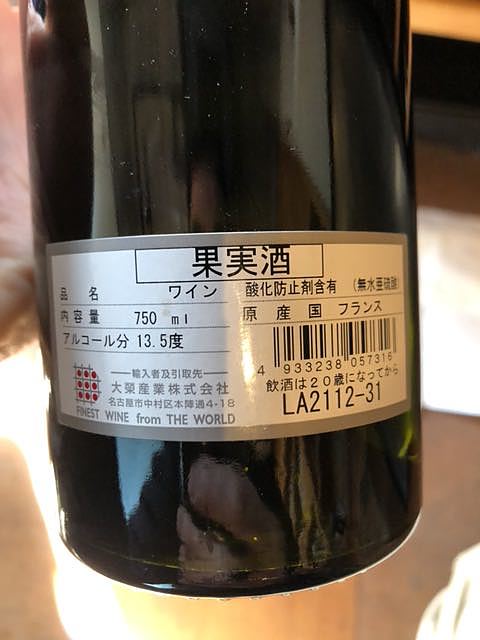 果実酒
品名 ワイン 酸化防止剤含有 (無水亜硫酸)
内容量 750 ml 原産国 フランス
アルコール分 13.5度
4 933238 057316
輸入者及引取先
大榮産業株式会社
名古屋市中村区本陣通4-18
飲酒は20歳になってから
FINEST WINE from THE WORLD
LA2112-31